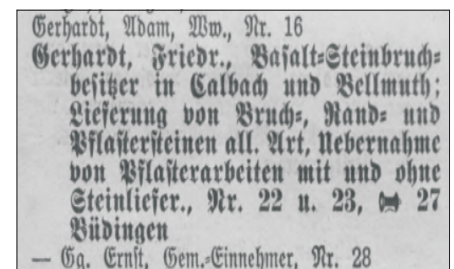 Gerhardt, Adam, Ww., Nr. 16
Gerhardt, Friedr., Basalt-Steinbruch-
besitzer in Calbach und Bellmuth;
Lieferung von Bruch-, Rand- und
Pflastersteinen all. Art, Uebernahme
von Pflasterarbeiten mit und ohne
Steinliefer., Nr. 22 u. 23, ☎ 27
Büdingen
— Gg. Ernst, Gem.-Einnehmer, Nr. 28